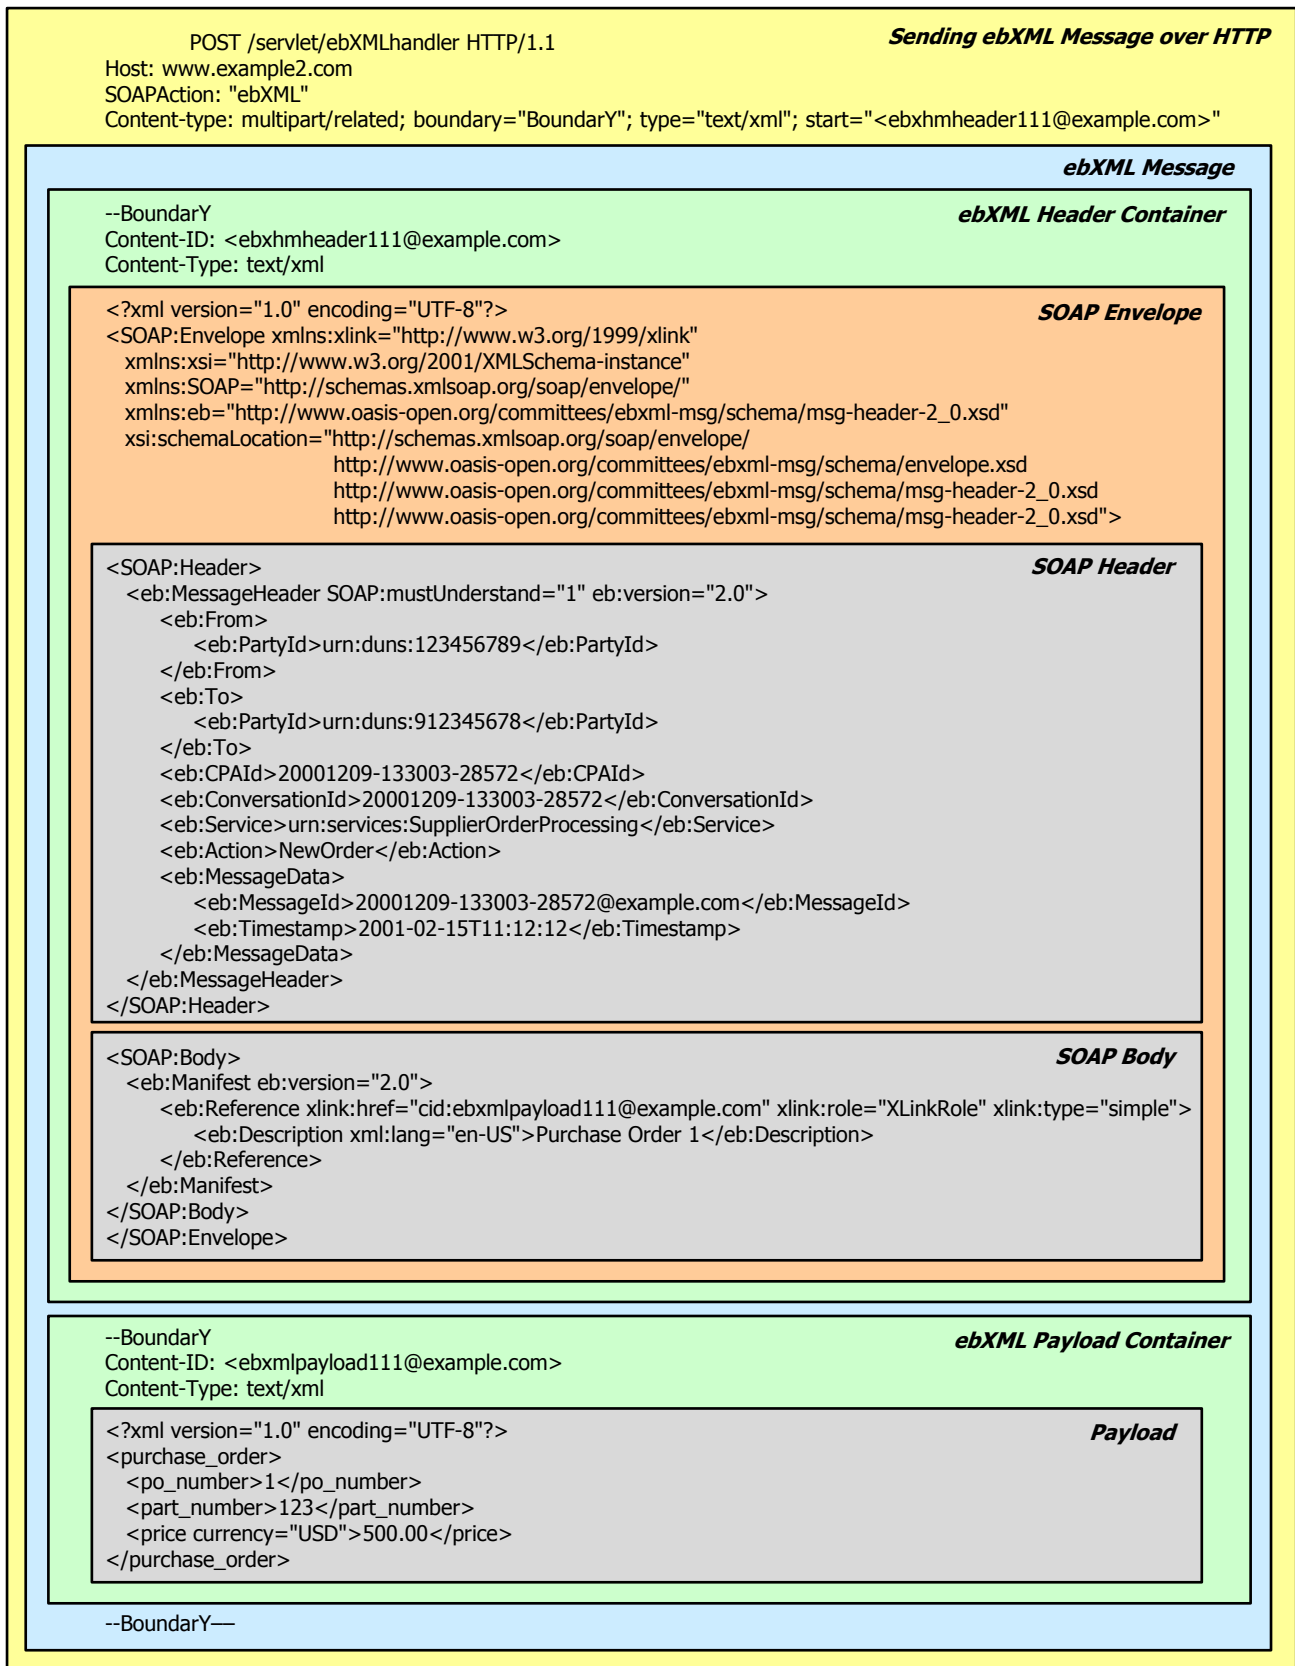 POST /servlet/ebXMLhandler HTTP/1.1
Sending ebXML Message over HTTP
Host: www.example2.com
SOAPAction: "ebXML"
Content-type: multipart/related; boundary="BoundarY"; type="text/xml"; start="<ebxhmheader111@example.com>"
ebXML Message
--BoundarY
ebXML Header Container
Content-ID: <ebxhmheader111@example.com>
Content-Type: text/xml
<?xml version="1.0" encoding="UTF-8"?>
SOAP Envelope
<SOAP:Envelope xmlns:xlink="http://www.w3.org/1999/xlink"
xmlns:xsi="http://www.w3.org/2001/XMLSchema-instance"
xmlns:SOAP="http://schemas.xmlsoap.org/soap/envelope/"
xmlns:eb="http://www.oasis-open.org/committees/ebxml-msg/schema/msg-header-2_0.xsd"
xsi:schemaLocation="http://schemas.xmlsoap.org/soap/envelope/
http://www.oasis-open.org/committees/ebxml-msg/schema/envelope.xsd
http://www.oasis-open.org/committees/ebxml-msg/schema/msg-header-2_0.xsd
http://www.oasis-open.org/committees/ebxml-msg/schema/msg-header-2_0.xsd">
<SOAP:Header>
SOAP Header
<eb:MessageHeader SOAP:mustUnderstand="1" eb:version="2.0">
<eb:From>
<eb:PartyId>urn:duns:123456789</eb:PartyId>
</eb:From>
<eb:To>
<eb:PartyId>urn:duns:912345678</eb:PartyId>
</eb:To>
<eb:CPAId>20001209-133003-28572</eb:CPAId>
<eb:ConversationId>20001209-133003-28572</eb:ConversationId>
<eb:Service>urn:services:SupplierOrderProcessing</eb:Service>
<eb:Action>NewOrder</eb:Action>
<eb:MessageData>
<eb:MessageId>20001209-133003-28572@example.com</eb:MessageId>
<eb:Timestamp>2001-02-15T11:12:12</eb:Timestamp>
</eb:MessageData>
</eb:MessageHeader>
</SOAP:Header>
<SOAP:Body>
SOAP Body
<eb:Manifest eb:version="2.0">
<eb:Reference xlink:href="cid:ebxmlpayload111@example.com" xlink:role="XLinkRole" xlink:type="simple">
<eb:Description xml:lang="en-US">Purchase Order 1</eb:Description>
</eb:Reference>
</eb:Manifest>
</SOAP:Body>
</SOAP:Envelope>
--BoundarY
ebXML Payload Container
Content-ID: <ebxmlpayload111@example.com>
Content-Type: text/xml
<?xml version="1.0" encoding="UTF-8"?>
Payload
<purchase_order>
<po_number>1</po_number>
<part_number>123</part_number>
<price currency="USD">500.00</price>
</purchase_order>
--BoundarY––